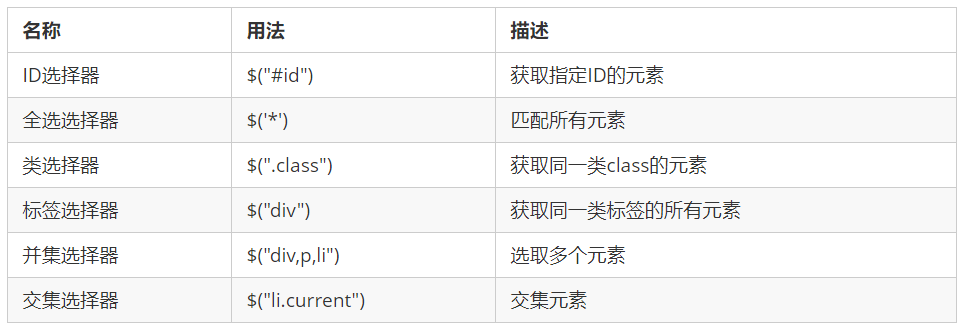 名称 用法 描述
ID选择器 $("#id") 获取指定ID的元素
全选选择器 $('*') 匹配所有元素
类选择器 $(".class") 获取同一类class的元素
标签选择器 $("div") 获取同一类标签的所有元素
并集选择器 $("div,p,li") 选取多个元素
交集选择器 $("li.current") 交集元素